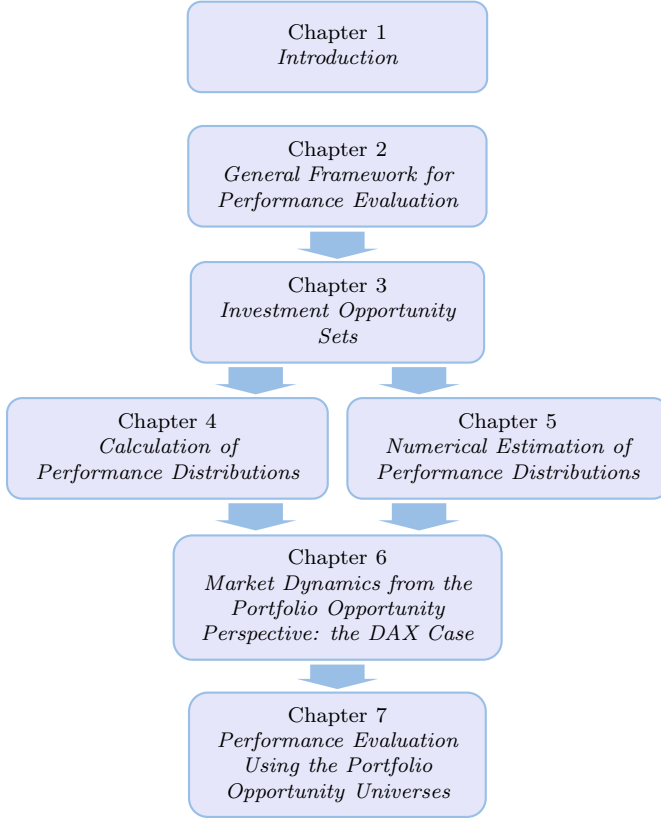 Chapter 1
Introduction
Chapter 2
General Framework for
Performance Evaluation
Chapter 3
Investment Opportunity
Sets
Chapter 4
Calculation of
Performance Distributions
Chapter 5
Numerical Estimation of
Performance Distributions
Chapter 6
Market Dynamics from the
Portfolio Opportunity
Perspective: the DAX Case
Chapter 7
Performance Evaluation
Using the Portfolio
Opportunity Universes